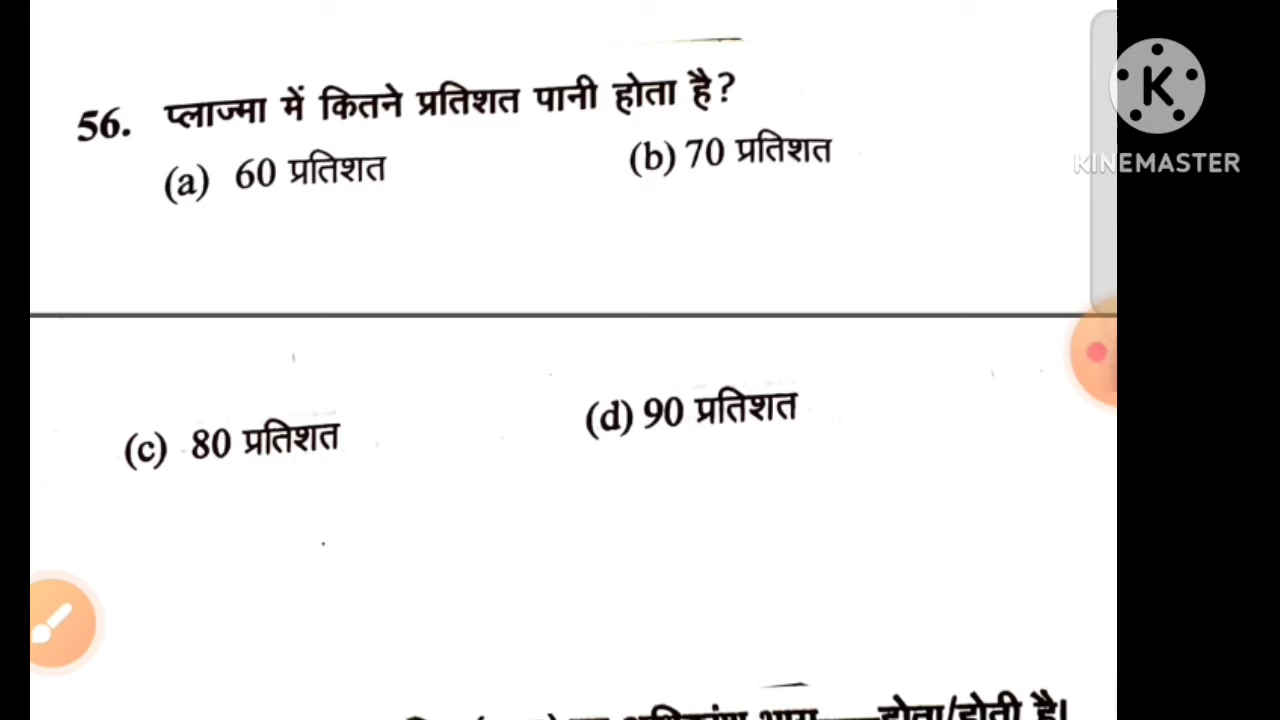 56. प्लाज्मा में कितने प्रतिशत पानी होता है?
(a) 60 प्रतिशत (b) 70 प्रतिशत
KINEMASTER
(c) 80 प्रतिशत (d) 90 प्रतिशत
होता/होती है।